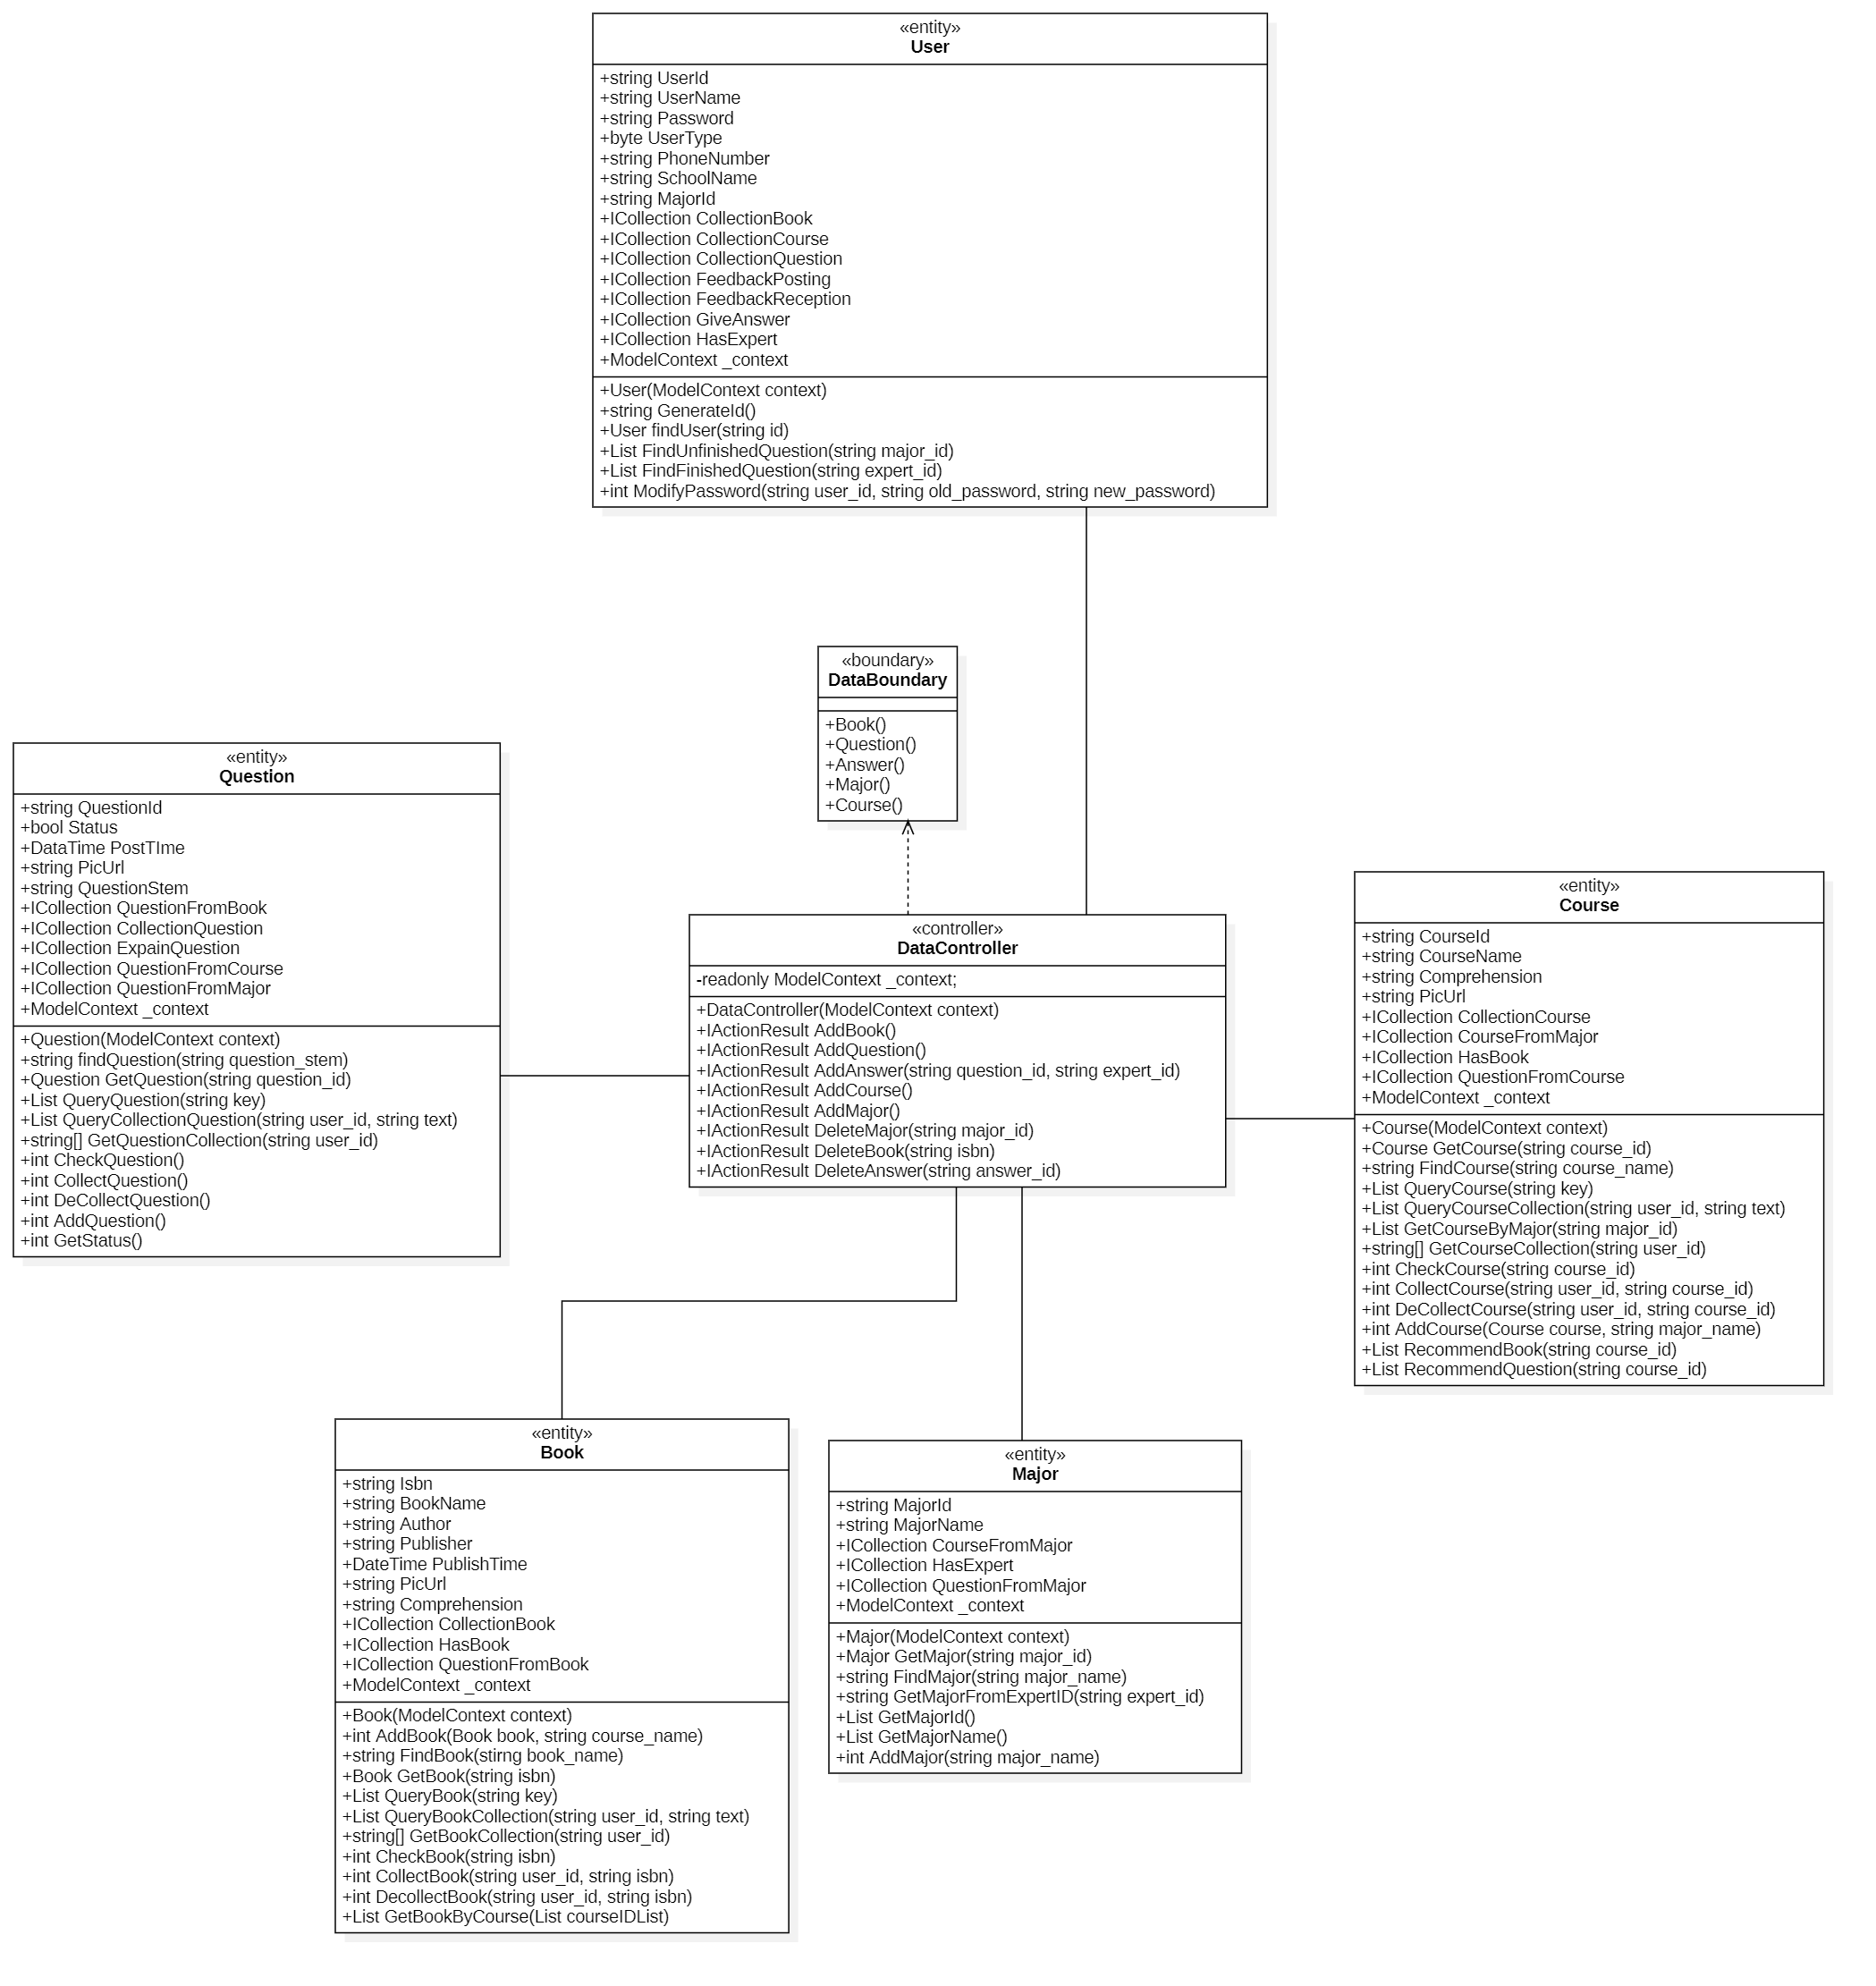 «entity»
User
+string UserId
+string UserName
+string Password
+byte UserType
+string PhoneNumber
+string SchoolName
+string MajorId
+ICollection CollectionBook
+ICollection CollectionCourse
+ICollection CollectionQuestion
+ICollection FeedbackPosting
+ICollection FeedbackReception
+ICollection GiveAnswer
+ICollection HasExpert
+ModelContext _context
+User(ModelContext context)
+string GenerateId()
+User findUser(string id)
+List FindUnfinishedQuestion(string major_id)
+List FindFinishedQuestion(string expert_id)
+int ModifyPassword(string user_id, string old_password, string new_password)
«boundary»
DataBoundary
+Book()
+Question()
+Answer()
+Major()
+Course()
«entity»
Question
+string QuestionId
+bool Status
+DataTime PostTIme
+string PicUrl
+string QuestionStem
+ICollection QuestionFromBook
+ICollection CollectionQuestion
+ICollection ExpainQuestion
+ICollection QuestionFromCourse
+ICollection QuestionFromMajor
+ModelContext _context
+Question(ModelContext context)
+string findQuestion(string question_stem)
+Question GetQuestion(string question_id)
+List QueryQuestion(string key)
+List QueryCollectionQuestion(string user_id, string text)
+string[] GetQuestionCollection(string user_id)
+int CheckQuestion()
+int CollectQuestion()
+int DeCollectQuestion()
+int AddQuestion()
+int GetStatus()
«controller»
DataController
-readonly ModelContext _context;
+DataController(ModelContext context)
+IActionResult AddBook()
+IActionResult AddQuestion()
+IActionResult AddAnswer(string question_id, string expert_id)
+IActionResult AddCourse()
+IActionResult AddMajor()
+IActionResult DeleteMajor(string major_id)
+IActionResult DeleteBook(string isbn)
+IActionResult DeleteAnswer(string answer_id)
«entity»
Course
+string CourseId
+string CourseName
+string Comprehension
+string PicUrl
+ICollection CollectionCourse
+ICollection CourseFromMajor
+ICollection HasBook
+ICollection QuestionFromCourse
+ModelContext _context
+Course(ModelContext context)
+Course GetCourse(string course_id)
+string FindCourse(string course_name)
+List QueryCourse(string key)
+List QueryCourseCollection(string user_id, string text)
+List GetCourseByMajor(string major_id)
+string[] GetCourseCollection(string user_id)
+int CheckCourse(string course_id)
+int CollectCourse(string user_id, string course_id)
+int DeCollectCourse(string user_id, string course_id)
+int AddCourse(Course course, string major_name)
+List RecommendBook(string course_id)
+List RecommendQuestion(string course_id)
«entity»
Book
+string Isbn
+string BookName
+string Author
+string Publisher
+DateTime PublishTime
+string PicUrl
+string Comprehension
+ICollection CollectionBook
+ICollection HasBook
+ICollection QuestionFromBook
+ModelContext _context
+Book(ModelContext context)
+int AddBook(Book book, string course_name)
+string FindBook(stirng book_name)
+Book GetBook(string isbn)
+List QueryBook(string key)
+List QueryBookCollection(string user_id, string text)
+string[] GetBookCollection(string user_id)
+int CheckBook(string isbn)
+int CollectBook(string user_id, string isbn)
+int DecollectBook(string user_id, string isbn)
+List GetBookByCourse(List courseIDList)
«entity»
Major
+string MajorId
+string MajorName
+ICollection CourseFromMajor
+ICollection HasExpert
+ICollection QuestionFromMajor
+ModelContext _context
+Major(ModelContext context)
+Major GetMajor(string major_id)
+string FindMajor(string major_name)
+string GetMajorFromExpertID(string expert_id)
+List GetMajorId()
+List GetMajorName()
+int AddMajor(string major_name)